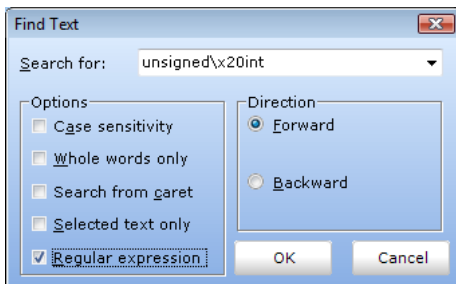 Find Text
Search for: unsigned\x20int
Options
Case sensitivity
Whole words only
Search from caret
Selected text only
Regular expression
Direction
Forward
Backward
OK Cancel